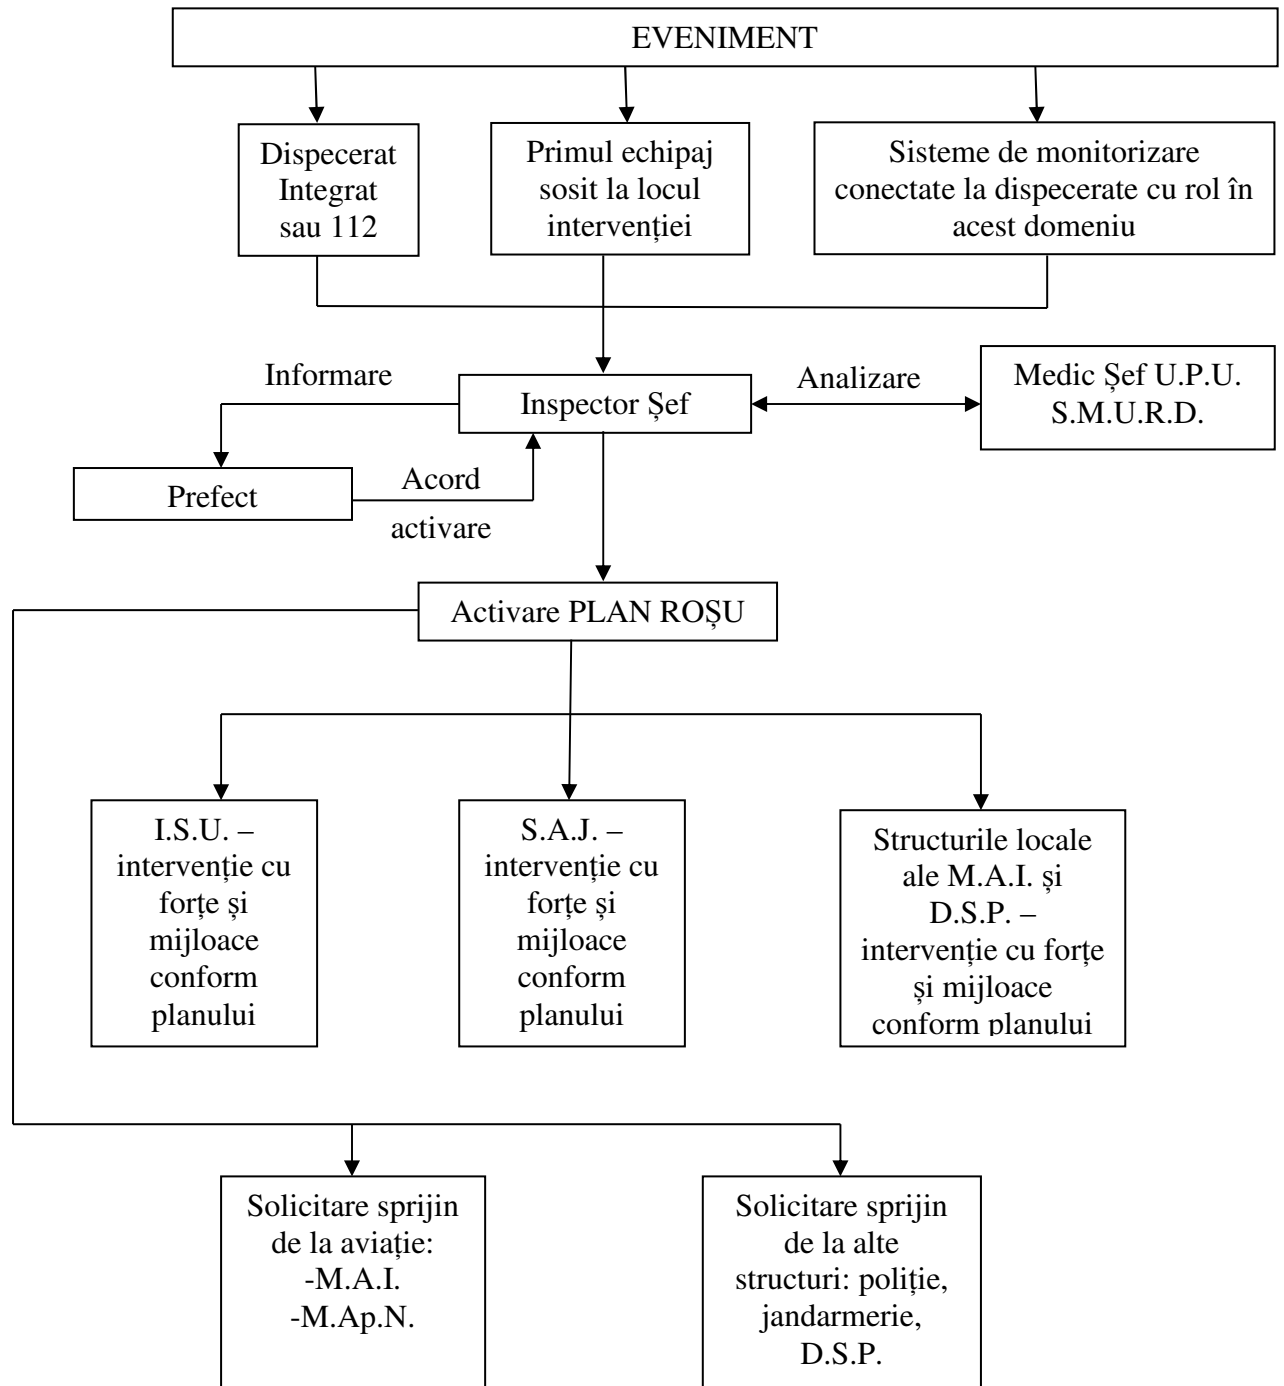 EVENIMENT
Dispecerat
Integrat
sau 112
Primul echipaj
sosit la locul
intervenției
Sisteme de monitorizare
conectate la dispecerate cu rol în
acest domeniu
Informare
Inspector Șef
Analizare
Medic Șef U.P.U.
S.M.U.R.D.
Prefect
Acord
activare
Activare PLAN ROȘU
I.S.U. –
intervenție cu
forțe și
mijloace
conform
planului
S.A.J. –
intervenție cu
forțe și
mijloace
conform
planului
Structurile locale
ale M.A.I. și
D.S.P. –
intervenție cu forțe
și mijloace
conform planului
Solicitare sprijin
de la aviație:
-M.A.I.
-M.Ap.N.
Solicitare sprijin
de la alte
structuri: poliție,
jandarmerie,
D.S.P.